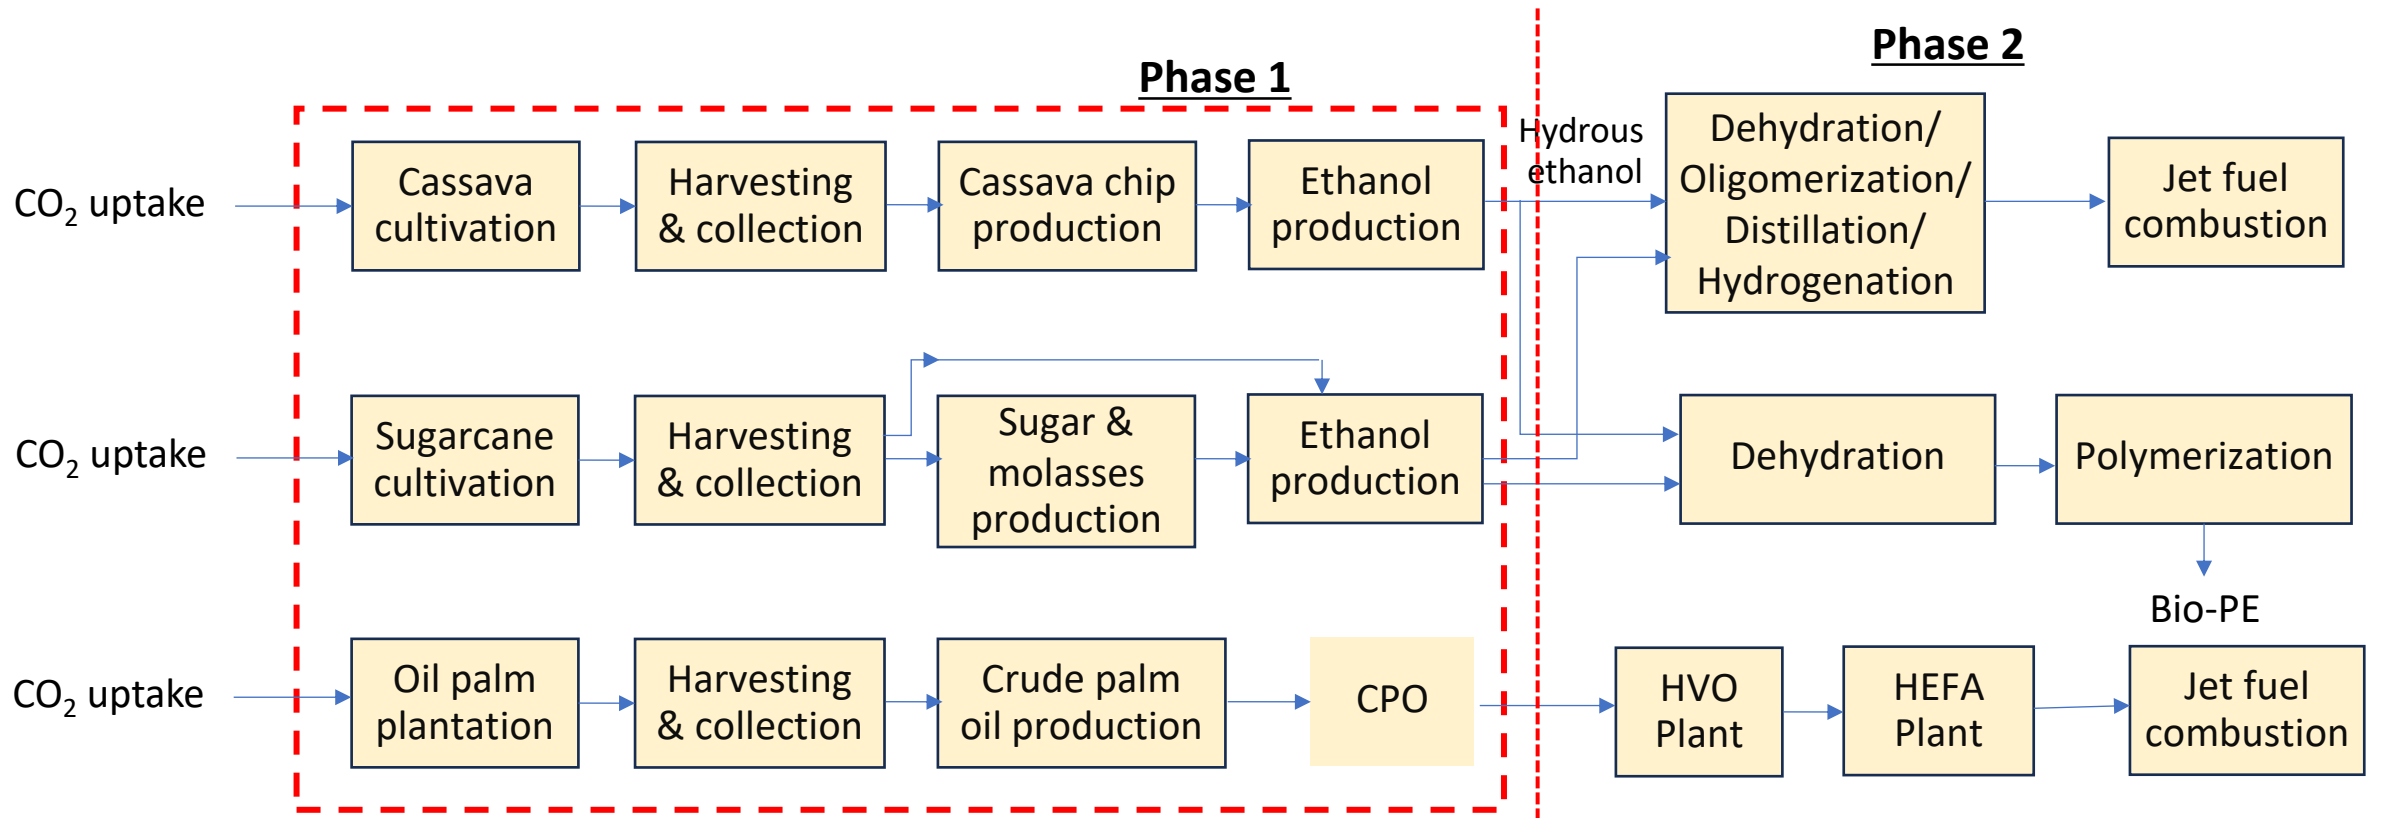 Phase 1
Phase 2
CO₂ uptake
Cassava
cultivation
Harvesting
& collection
Cassava chip
production
Ethanol
production
Hydrous
ethanol
Dehydration/
Oligomerization/
Distillation/
Hydrogenation
Jet fuel
combustion
CO₂ uptake
Sugarcane
cultivation
Harvesting
& collection
Sugar &
molasses
production
Ethanol
production
Dehydration
Polymerization
Bio-PE
CO₂ uptake
Oil palm
plantation
Harvesting
& collection
Crude palm
oil production
CPO
HVO
Plant
HEFA
Plant
Jet fuel
combustion